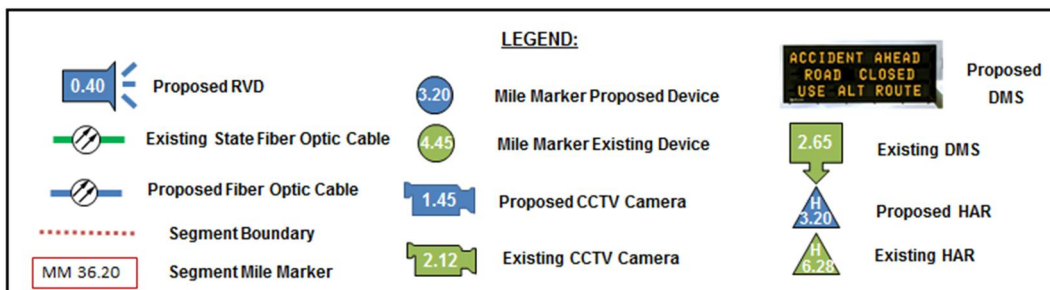 LEGEND:
0.40
Proposed RVD
Existing State Fiber Optic Cable
Proposed Fiber Optic Cable
Segment Boundary
MM 36.20
Segment Mile Marker
3.20
Mile Marker Proposed Device
4.45
Mile Marker Existing Device
1.45
Proposed CCTV Camera
2.12
Existing CCTV Camera
ACCIDENT AHEAD
ROAD CLOSED
USE ALT ROUTE
Proposed
DMS
2.65
Existing DMS
H
3.20
Proposed HAR
H
6.28
Existing HAR